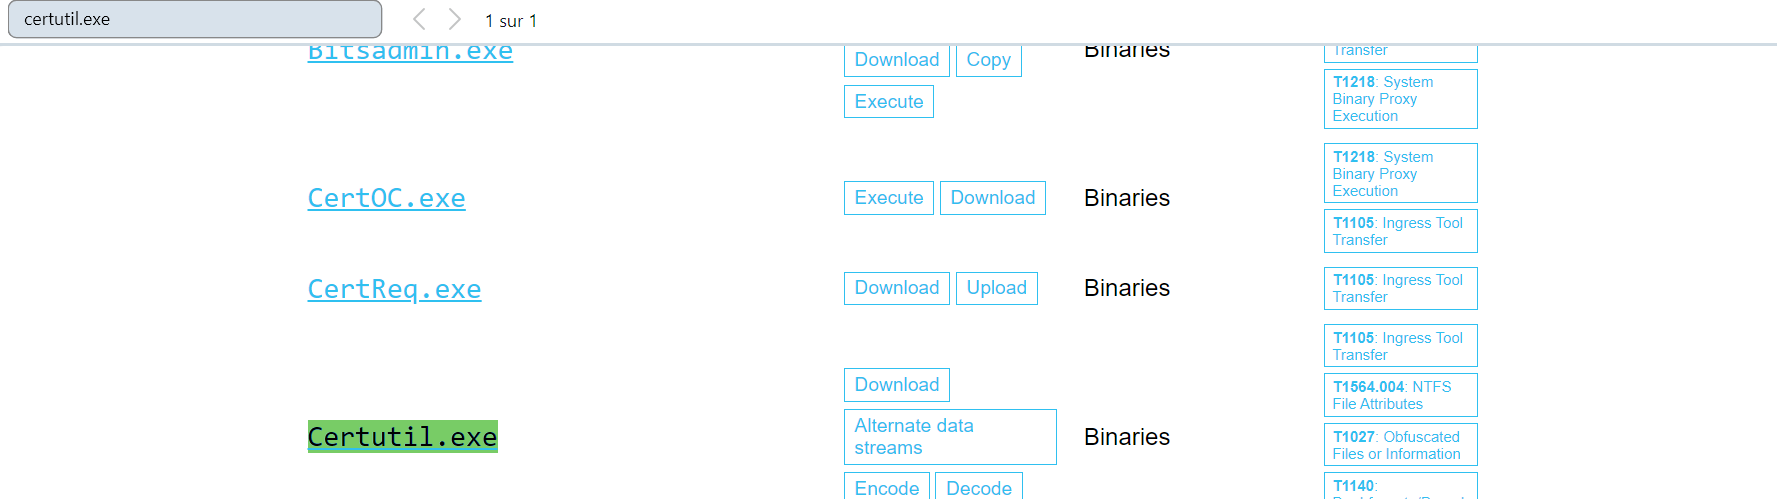 certutil.exe
1 sur 1
Bitsadmin.exe
Download Copy
Execute
Binaries
Transfer
T1218: System
Binary Proxy
Execution
CertOC.exe
Execute Download
Binaries
T1218: System
Binary Proxy
Execution
T1105: Ingress Tool
Transfer
CertReq.exe
Download Upload
Binaries
T1105: Ingress Tool
Transfer
Certutil.exe
Download
Alternate data
streams
Encode Decode
Binaries
T1105: Ingress Tool
Transfer
T1564.004: NTFS
File Attributes
T1027: Obfuscated
Files or Information
T1140: